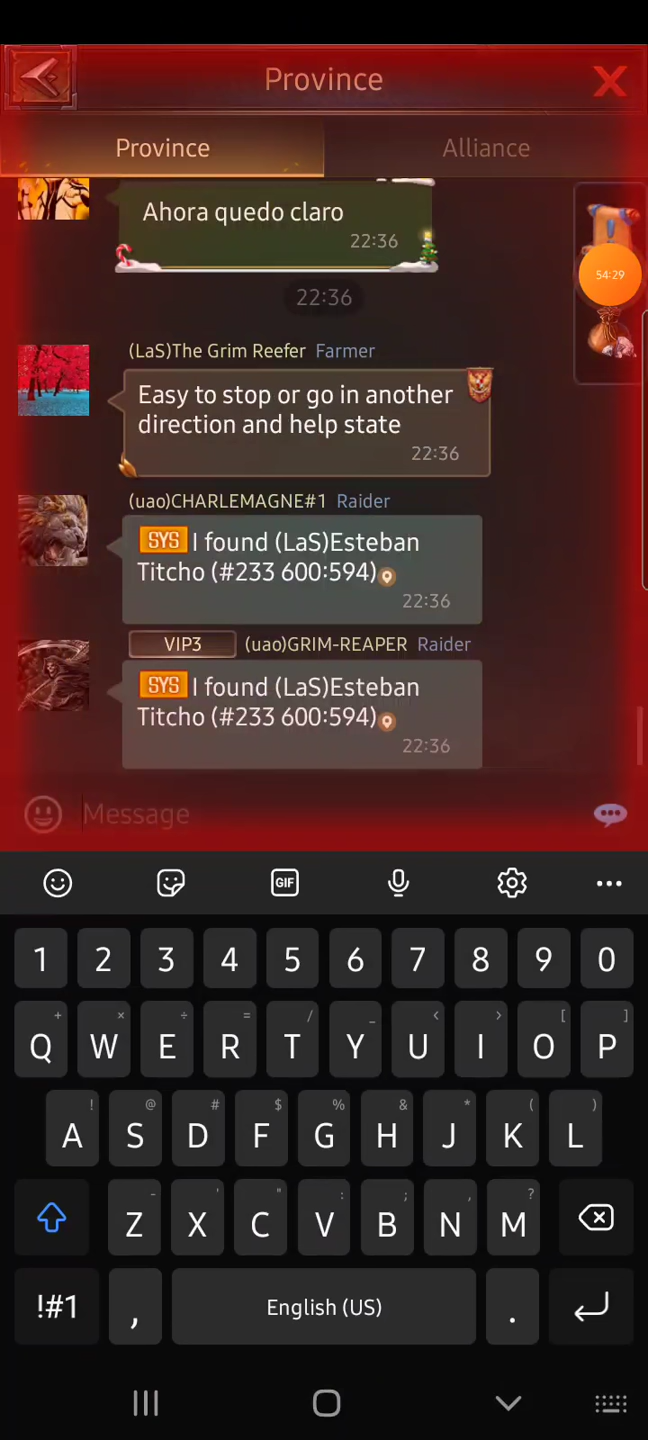 Province
Province
Alliance
Ahora quedo claro
22:36
54:29
22:36
(LaS)The Grim Reefer Farmer
Easy to stop or go in another
direction and help state
22:36
(uao)CHARLEMAGNE#1 Raider
SYS I found (LaS)Esteban
Titcho (#233 600:594)
22:36
VIP3 (uao)GRIM-REAPER Raider
SYS I found (LaS)Esteban
Titcho (#233 600:594)
22:36
Message
GIF
1 2 3 4 5 6 7 8 9 0
+ × ÷ = / _ < > [ ]
Q W E R T Y U I O P
! @ # $ % & * ( )
A S D F G H J K L
- ' " : ; , ?
Z X C V B N M
!#1 , English (US) .